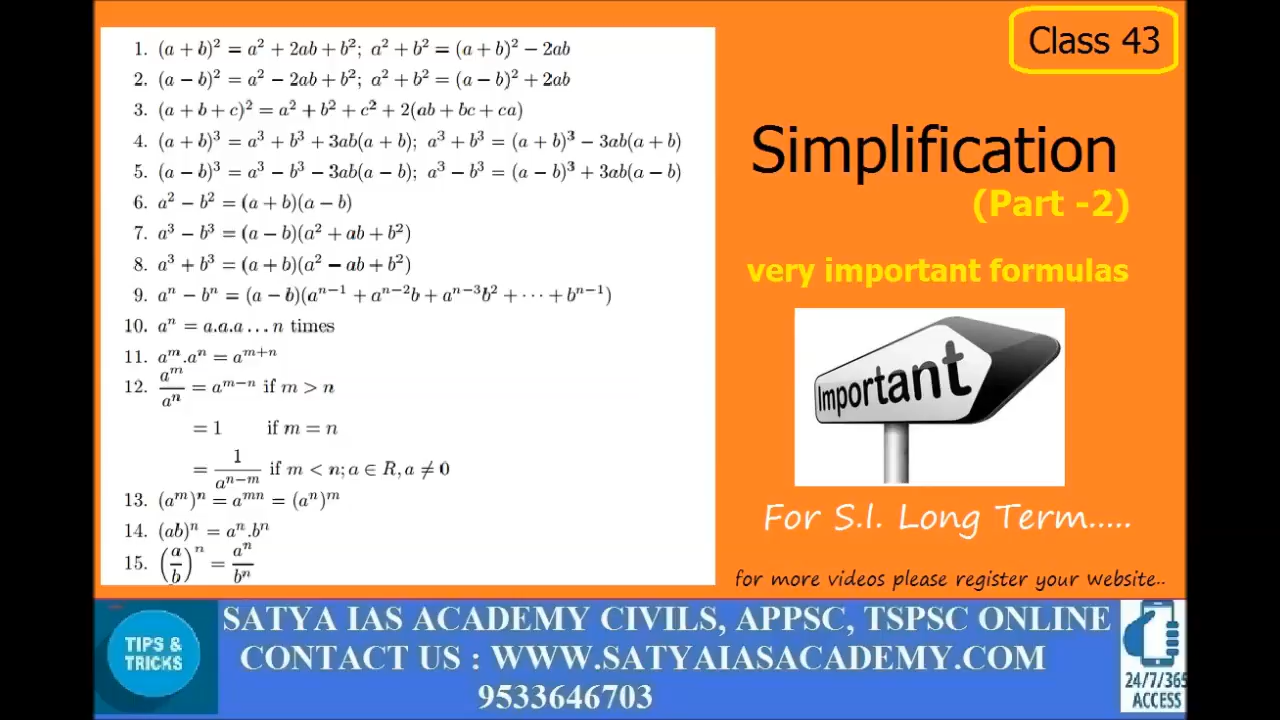 1. (a + b)² = a² + 2ab + b²; a² + b² = (a + b)² − 2ab
2. (a − b)² = a² − 2ab + b²; a² + b² = (a − b)² + 2ab
3. (a + b + c)² = a² + b² + c² + 2(ab + bc + ca)
4. (a + b)³ = a³ + b³ + 3ab(a + b); a³ + b³ = (a + b)³ − 3ab(a + b)
5. (a − b)³ = a³ − b³ − 3ab(a − b); a³ − b³ = (a − b)³ + 3ab(a − b)
6. a² − b² = (a + b)(a − b)
7. a³ − b³ = (a − b)(a² + ab + b²)
8. a³ + b³ = (a + b)(a² − ab + b²)
9. aⁿ − bⁿ = (a − b)(aⁿ⁻¹ + aⁿ⁻²b + aⁿ⁻³b² + ··· + bⁿ⁻¹)
10. aⁿ = a.a.a . . . n times
11. aᵐ.aⁿ = aᵐ⁺ⁿ
12. aᵐ/aⁿ = aᵐ⁻ⁿ if m > n
= 1 if m = n
= 1/aⁿ⁻ᵐ if m < n; a ∈ R, a ≠ 0
13. (aᵐ)ⁿ = aᵐⁿ = (aⁿ)ᵐ
14. (ab)ⁿ = aⁿ.bⁿ
15. (a/b)ⁿ = aⁿ/bⁿ
Class 43
Simplification
(Part -2)
very important formulas
Important
For S.I. Long Term.....
for more videos please register your website..
TIPS &
TRICKS
SATYA IAS ACADEMY CIVILS, APPSC, TSPSC ONLINE
CONTACT US : WWW.SATYAIASACADEMY.COM
9533646703
24/7/365
ACCESS